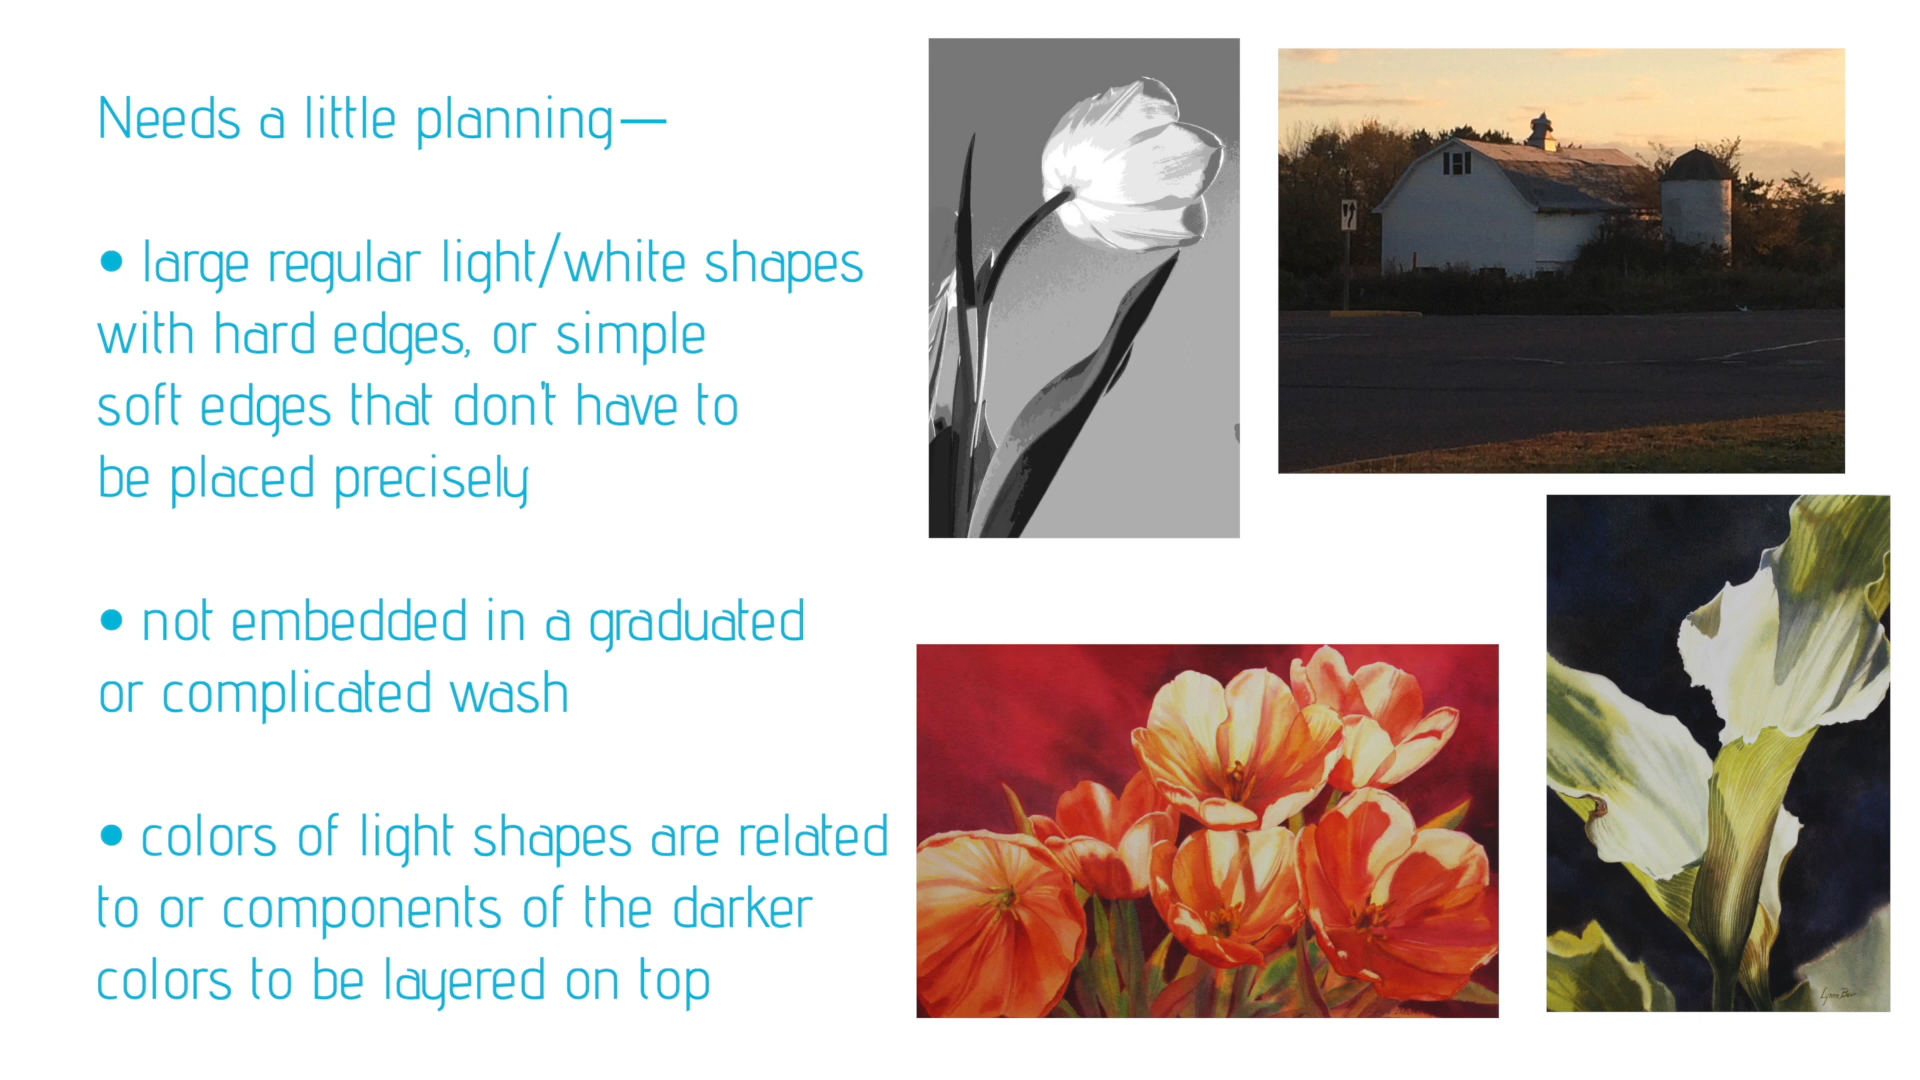 Needs a little planning—
• large regular light/white shapes
with hard edges, or simple
soft edges that don't have to
be placed precisely
• not embedded in a graduated
or complicated wash
• colors of light shapes are related
to or components of the darker
colors to be layered on top